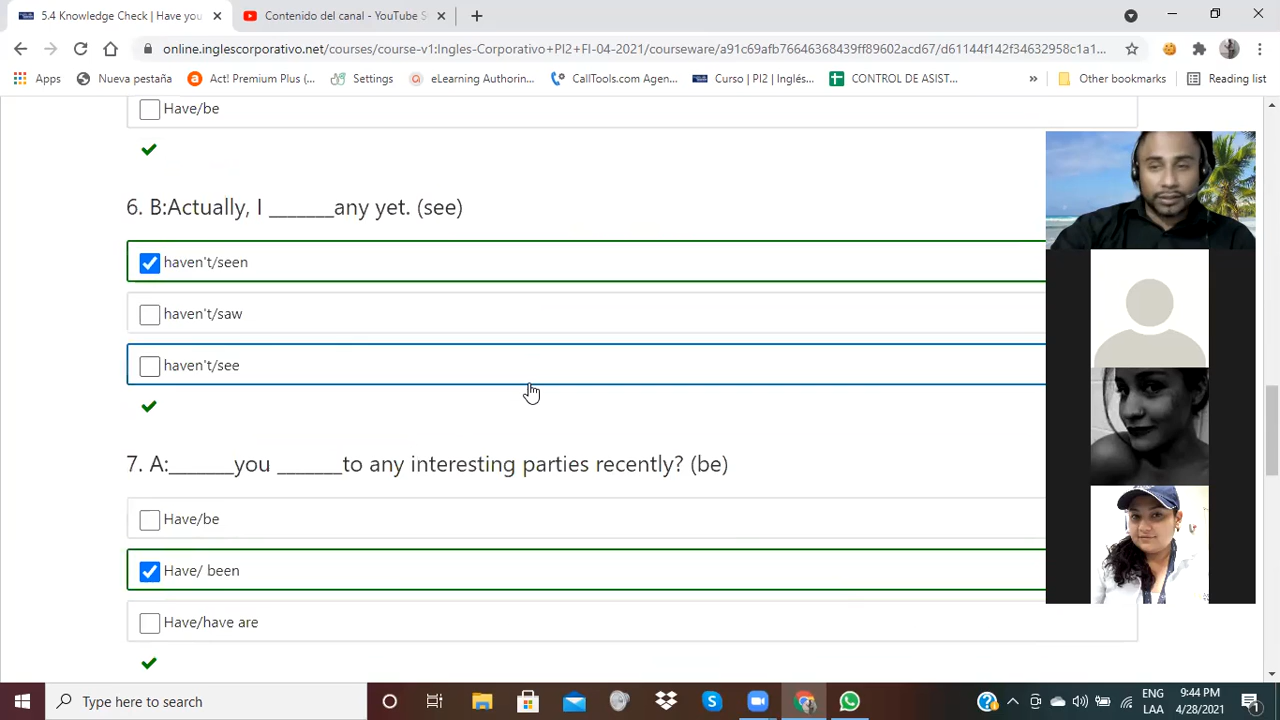 5.4 Knowledge Check | Have you
Contenido del canal - YouTube S
online.inglescorporativo.net/courses/course-v1:Ingles-Corporativo+PI2+FI-04-2021/courseware/a91c69afb76646368439ff89602acd67/d61144f142f34632958c1a1...
Apps
Nueva pestaña
Act! Premium Plus (...
Settings
eLearning Authorin...
CallTools.com Agen...
Curso | PI2 | Inglés...
CONTROL DE ASIST...
»
Other bookmarks
Reading list
Have/be
6. B:Actually, I _______any yet. (see)
haven't/seen
haven't/saw
haven't/see
7. A:_______you _______to any interesting parties recently? (be)
Have/be
Have/ been
Have/have are
Type here to search
ENG
LAA
9:44 PM
4/28/2021